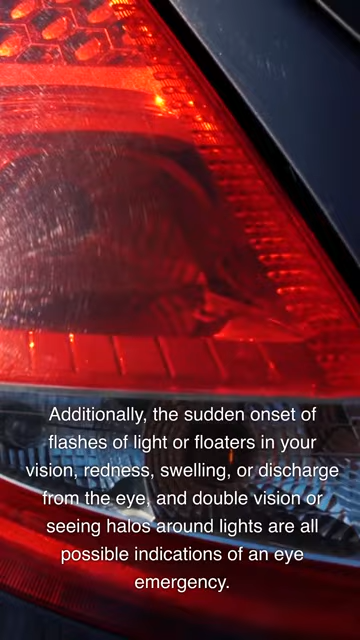 Additionally, the sudden onset of
flashes of light or floaters in your
vision, redness, swelling, or discharge
from the eye, and double vision or
seeing halos around lights are all
possible indications of an eye
emergency.